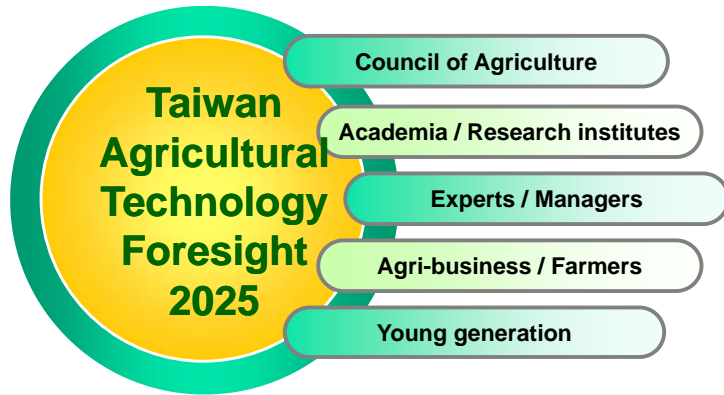 Taiwan
Agricultural
Technology
Foresight
2025
Council of Agriculture
Academia / Research institutes
Experts / Managers
Agri-business / Farmers
Young generation